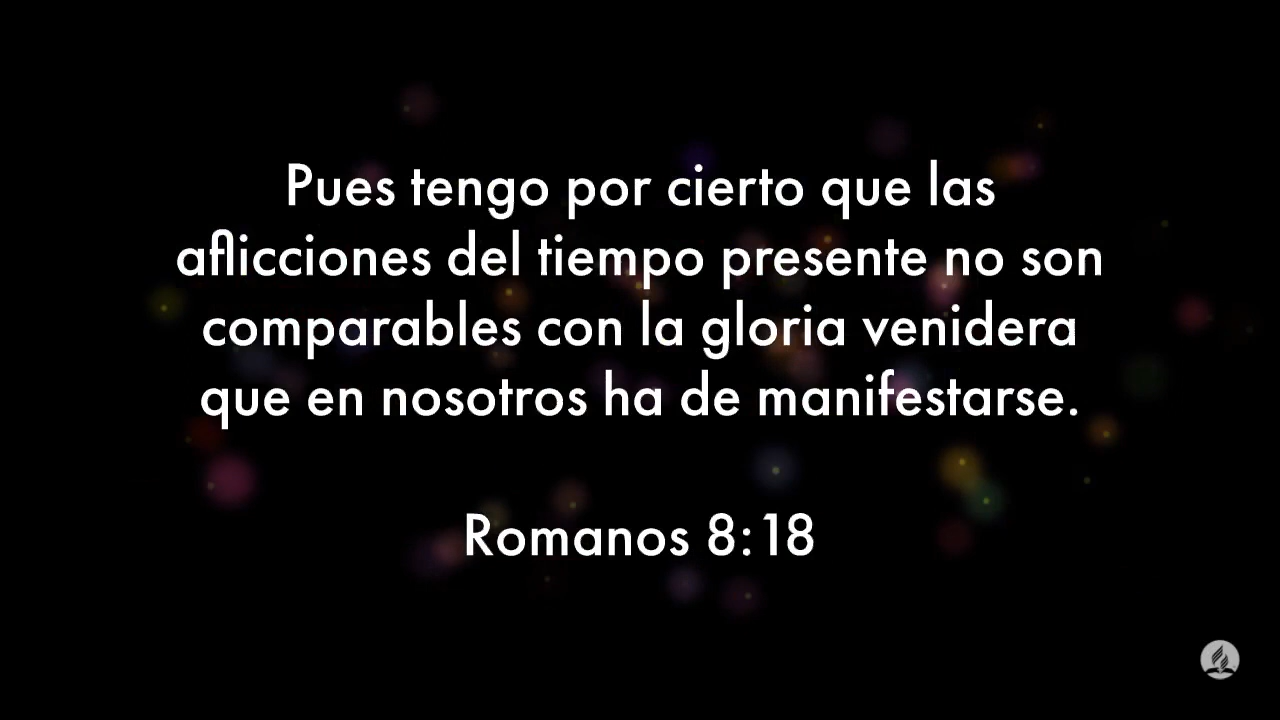 Pues tengo por cierto que las
aflicciones del tiempo presente no son
comparables con la gloria venidera
que en nosotros ha de manifestarse.
Romanos 8:18